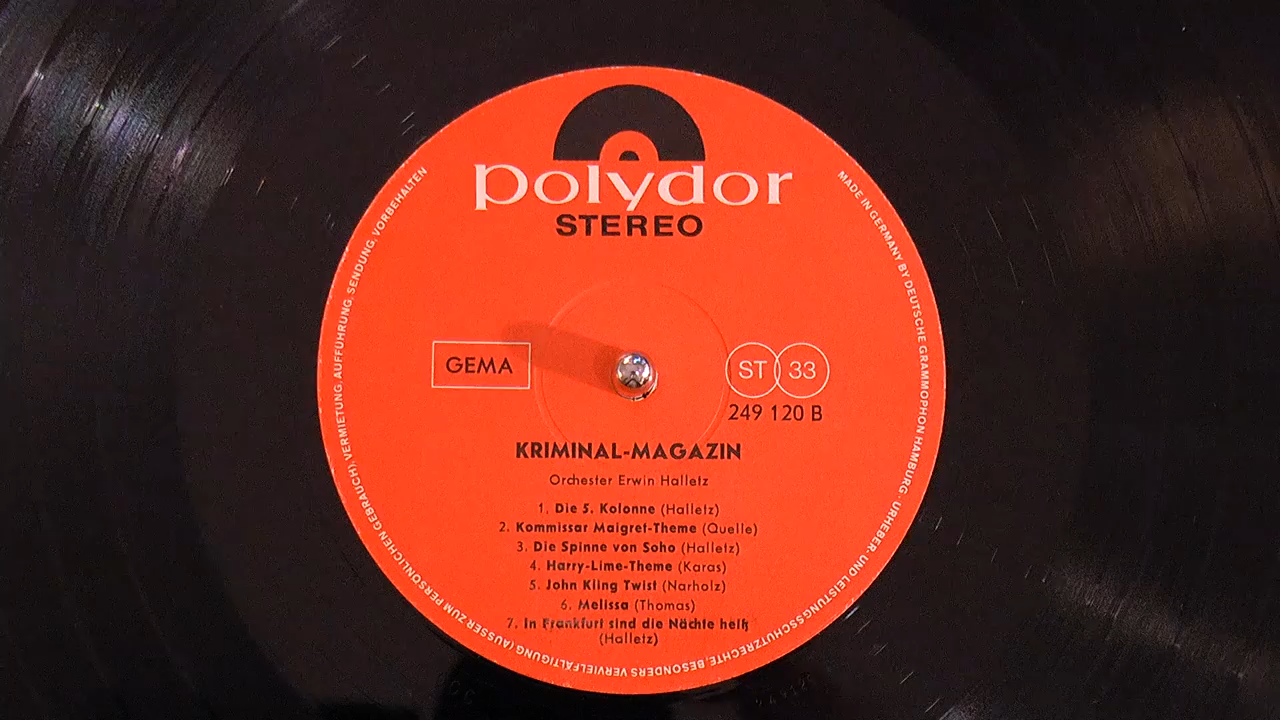 polydor
STEREO
GEMA
ST 33
249 120 B
KRIMINAL-MAGAZIN
Orchester Erwin Halletz
1. Die 5. Kolonne (Halletz)
2. Kommissar Maigret-Theme (Quelle)
3. Die Spinne von Soho (Halletz)
4. Harry-Lime-Theme (Karas)
5. John Kling Twist (Narholz)
6. Melissa (Thomas)
7. In Frankfurt sind die Nächte heiß
(Halletz)
MADE IN GERMANY BY DEUTSCHE GRAMMOPHON HAMBURG · URHEBER- UND LEISTUNGSSCHUTZRECHTE, BESONDERS VERVIELFÄLTIGUNG (AUSSER ZUM PERSÖNLICHEN GEBRAUCH), VERMIETUNG, AUFFÜHRUNG, SENDUNG, VORBEHALTEN